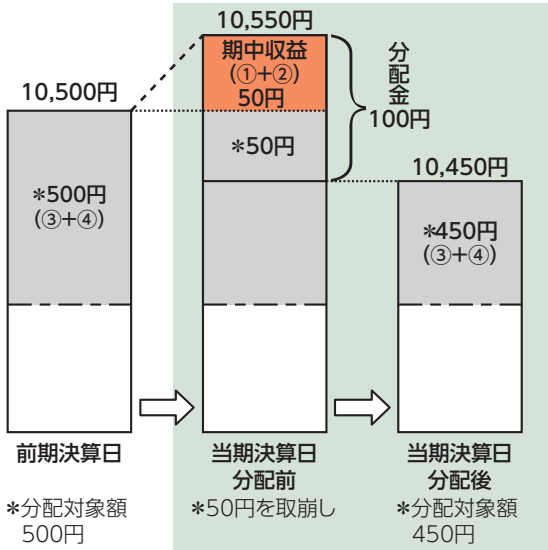 10,500円
*500円
(③+④)
前期決算日
*分配対象額
500円
10,550円
期中収益
(①+②)
50円
*50円
分配金
100円
当期決算日
分配前
*50円を取崩し
10,450円
*450円
(③+④)
当期決算日
分配後
*分配対象額
450円